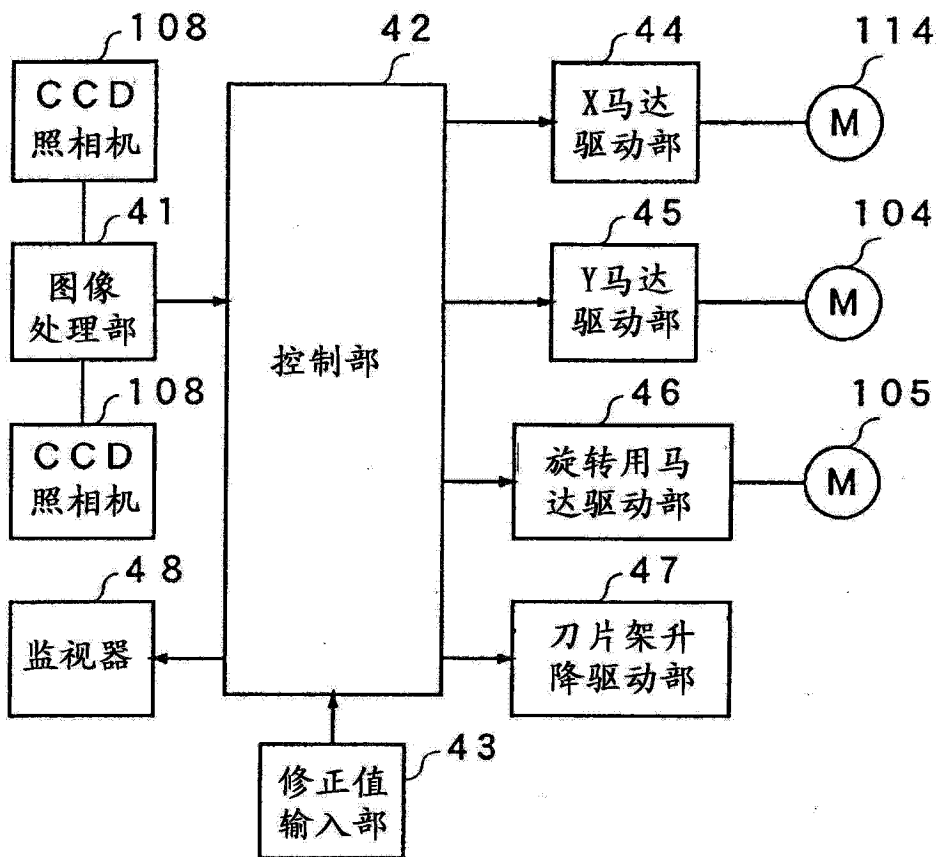 108
CCD
照相机
41
图像
处理部
108
CCD
照相机
48
监视器
42
控制部
43
修正值
输入部
44
X马达
驱动部
114
M
45
Y马达
驱动部
104
M
46
旋转用马
达驱动部
105
M
47
刀片架升
降驱动部